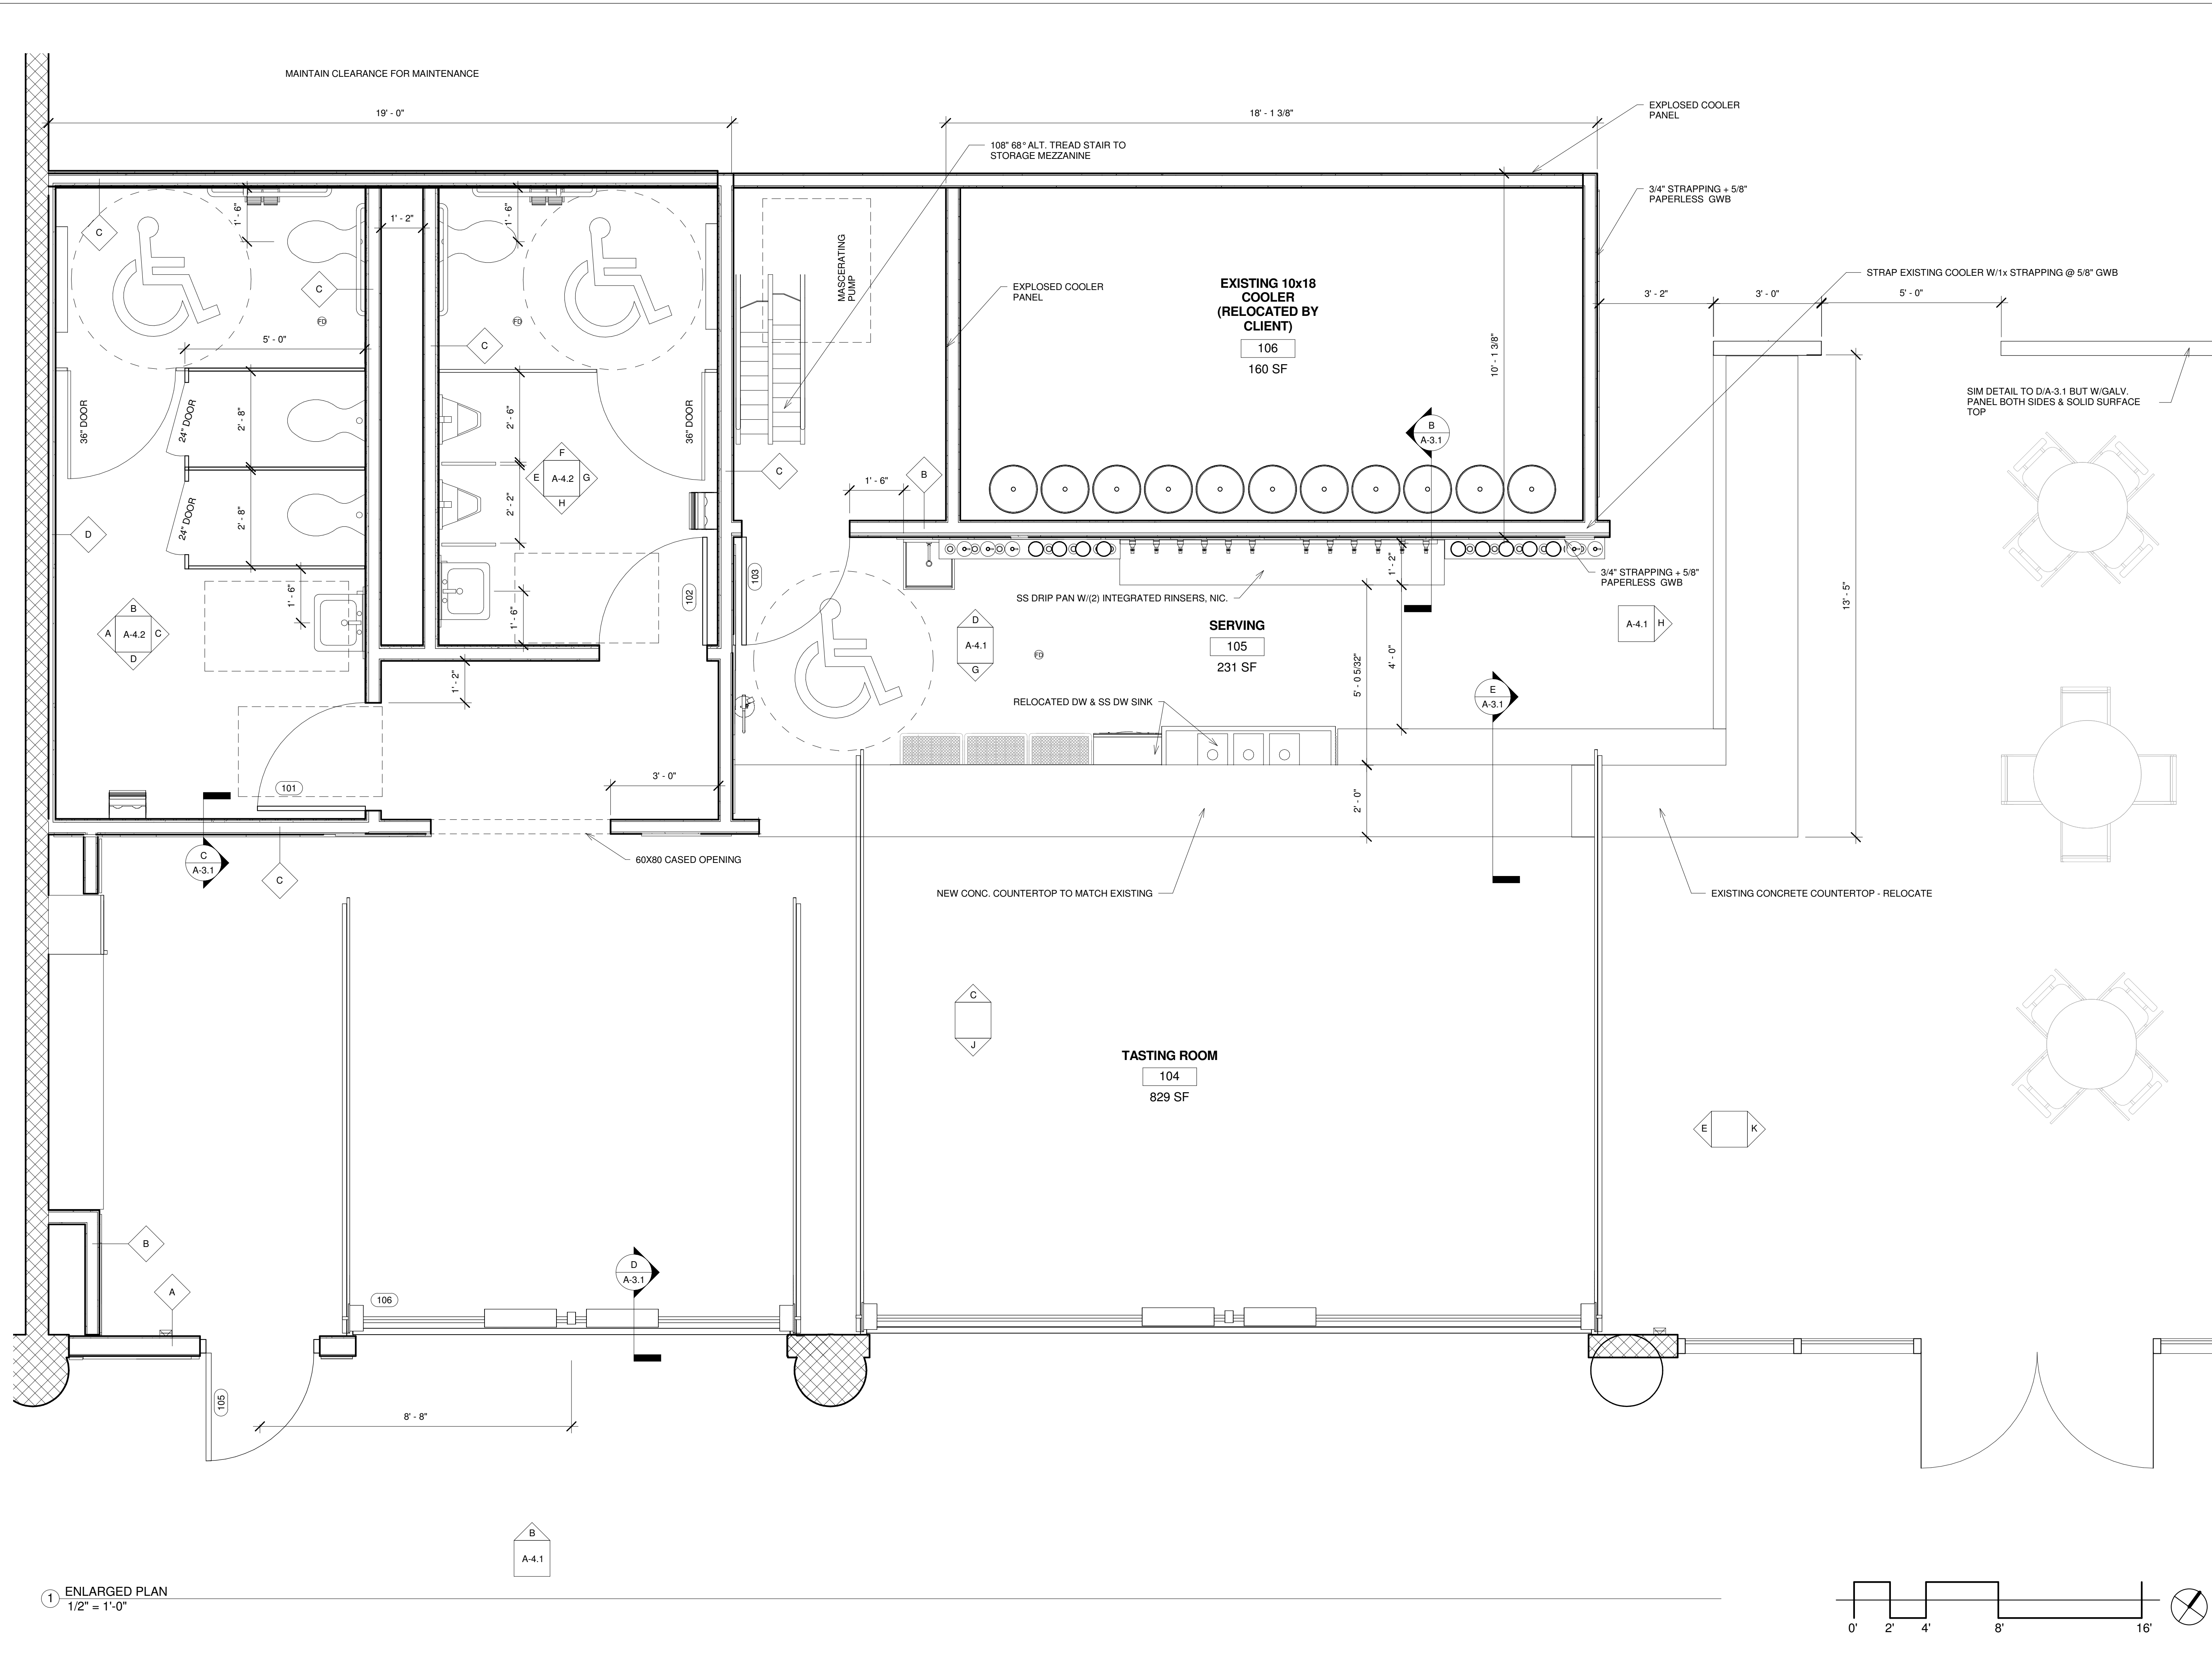 MAINTAIN CLEARANCE FOR MAINTENANCE
19' - 0"
18' - 1 3/8"
EXPLOSED COOLER
PANEL
108" 68° ALT. TREAD STAIR TO
STORAGE MEZZANINE
3/4" STRAPPING + 5/8"
PAPERLESS GWB
1' - 6"
1' - 2"
1' - 6"
C
C
C
FD
FD
MASCERATING
PUMP
EXPLOSED COOLER
PANEL
EXISTING 10x18
COOLER
(RELOCATED BY
CLIENT)
106
160 SF
10' - 1 3/8"
STRAP EXISTING COOLER W/1x STRAPPING @ 5/8" GWB
3' - 2"
3' - 0"
5' - 0"
5' - 0"
36" DOOR
24" DOOR
2' - 8"
2' - 6"
36" DOOR
SIM DETAIL TO D/A-3.1 BUT W/GALV.
PANEL BOTH SIDES & SOLID SURFACE
TOP
B
A-3.1
F
E
A-4.2
G
H
C
B
1' - 6"
24" DOOR
2' - 8"
2' - 2"
D
1' - 6"
1' - 6"
102
103
1' - 2"
3/4" STRAPPING + 5/8"
PAPERLESS GWB
13' - 5"
SS DRIP PAN W/(2) INTEGRATED RINSERS, NIC.
B
A
A-4.2
C
D
D
A-4.1
G
FD
SERVING
105
231 SF
A-4.1
H
5' - 0 5/32"
4' - 0"
1' - 2"
RELOCATED DW & SS DW SINK
E
A-3.1
101
3' - 0"
2' - 0"
C
A-3.1
C
60X80 CASED OPENING
NEW CONC. COUNTERTOP TO MATCH EXISTING
EXISTING CONCRETE COUNTERTOP - RELOCATE
C
J
TASTING ROOM
104
829 SF
E
K
B
A
D
A-3.1
106
105
8' - 8"
B
A-4.1
1
ENLARGED PLAN
1/2" = 1'-0"
0'
2'
4'
8'
16'